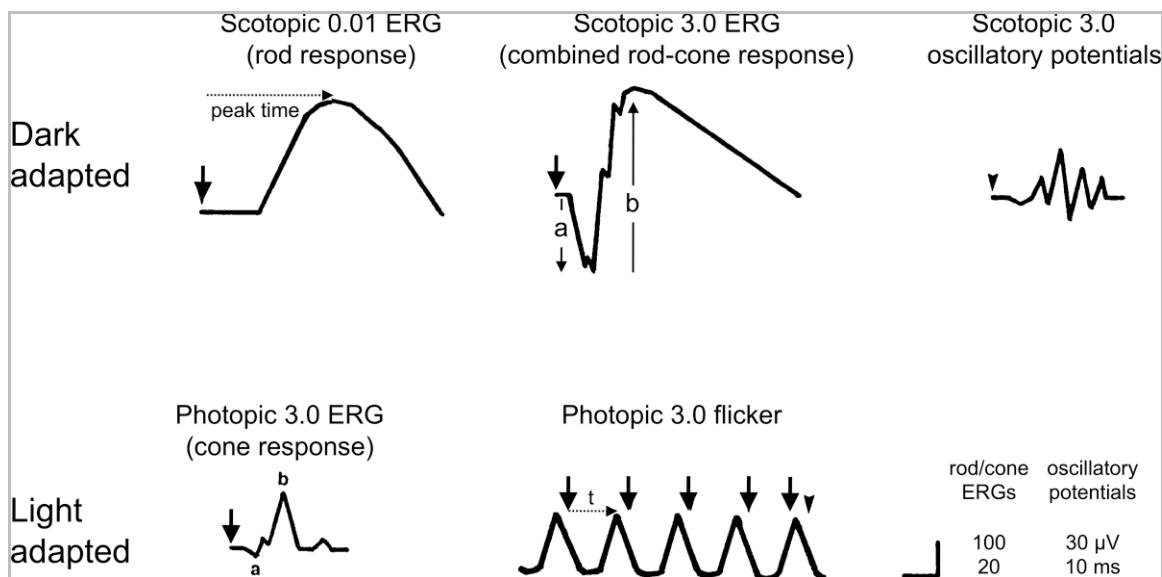 Scotopic 0.01 ERG
(rod response)
Scotopic 3.0 ERG
(combined rod-cone response)
Scotopic 3.0
oscillatory potentials
Dark
adapted
peak time
a
b
Photopic 3.0 ERG
(cone response)
Photopic 3.0 flicker
Light
adapted
b
a
t
rod/cone
ERGs
oscillatory
potentials
100 30 μV
20 10 ms